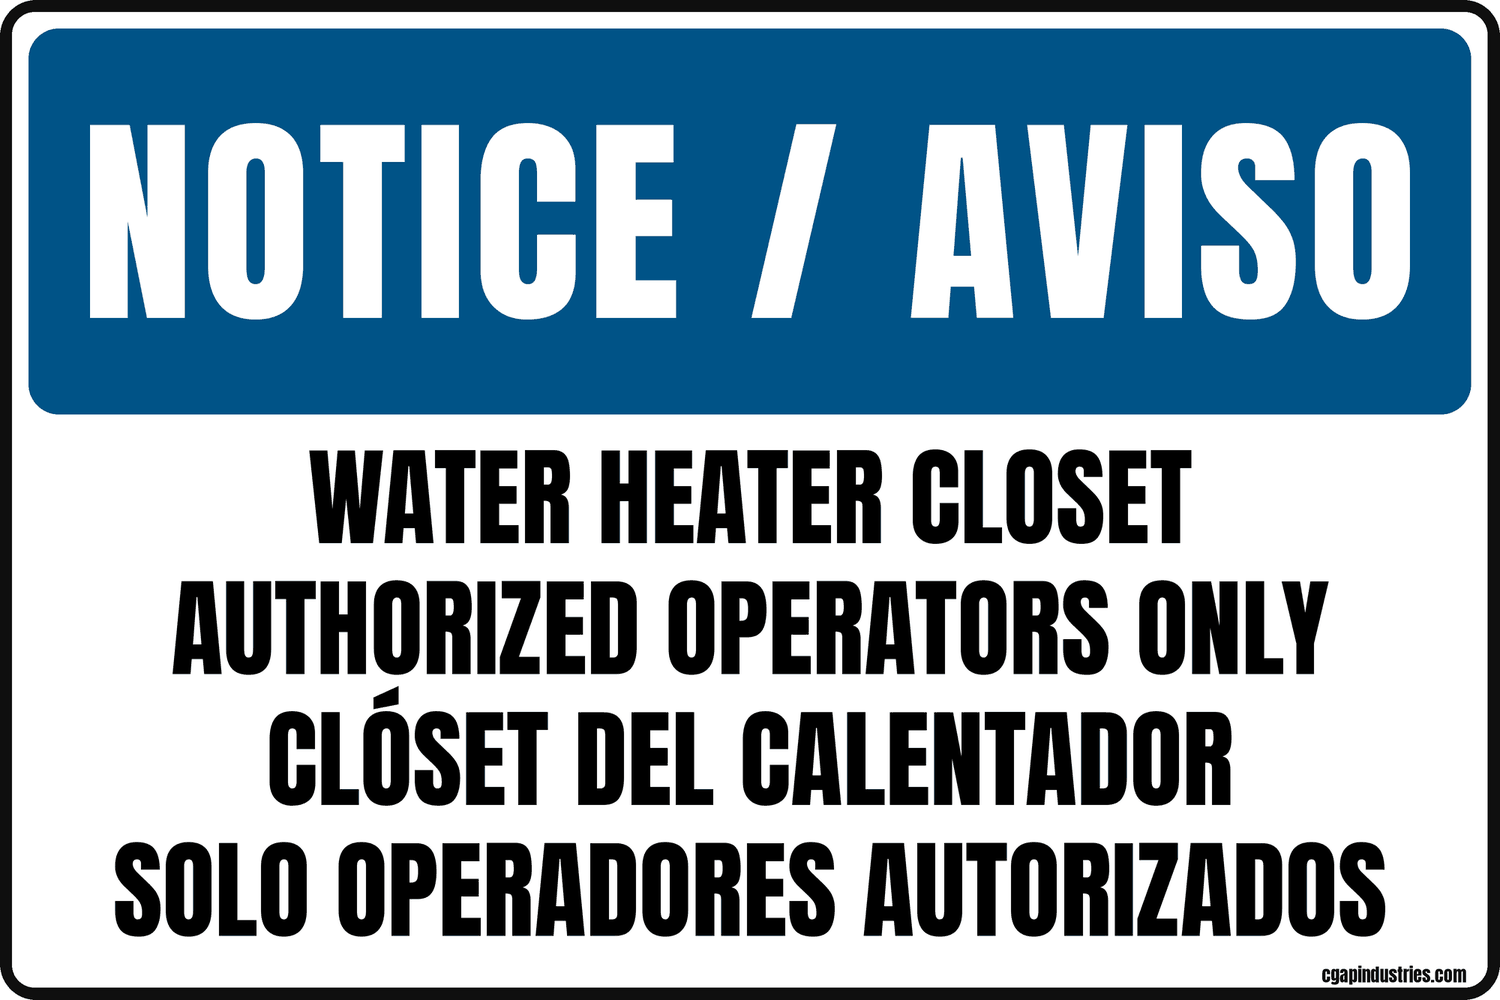 NOTICE / AVISO
WATER HEATER CLOSET
AUTHORIZED OPERATORS ONLY
CLÓSET DEL CALENTADOR
SOLO OPERADORES AUTORIZADOS
cgapindustries.com